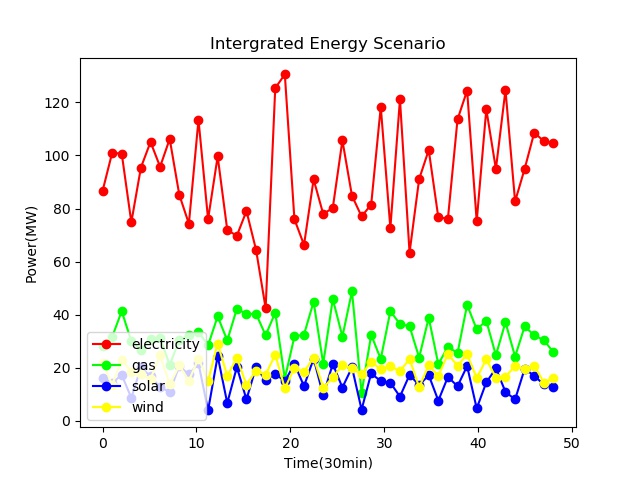 Intergrated Energy Scenario
Power(MW)
120
100
80
60
40
20
0
electricity
gas
solar
wind
0
10
20
30
40
50
Time(30min)